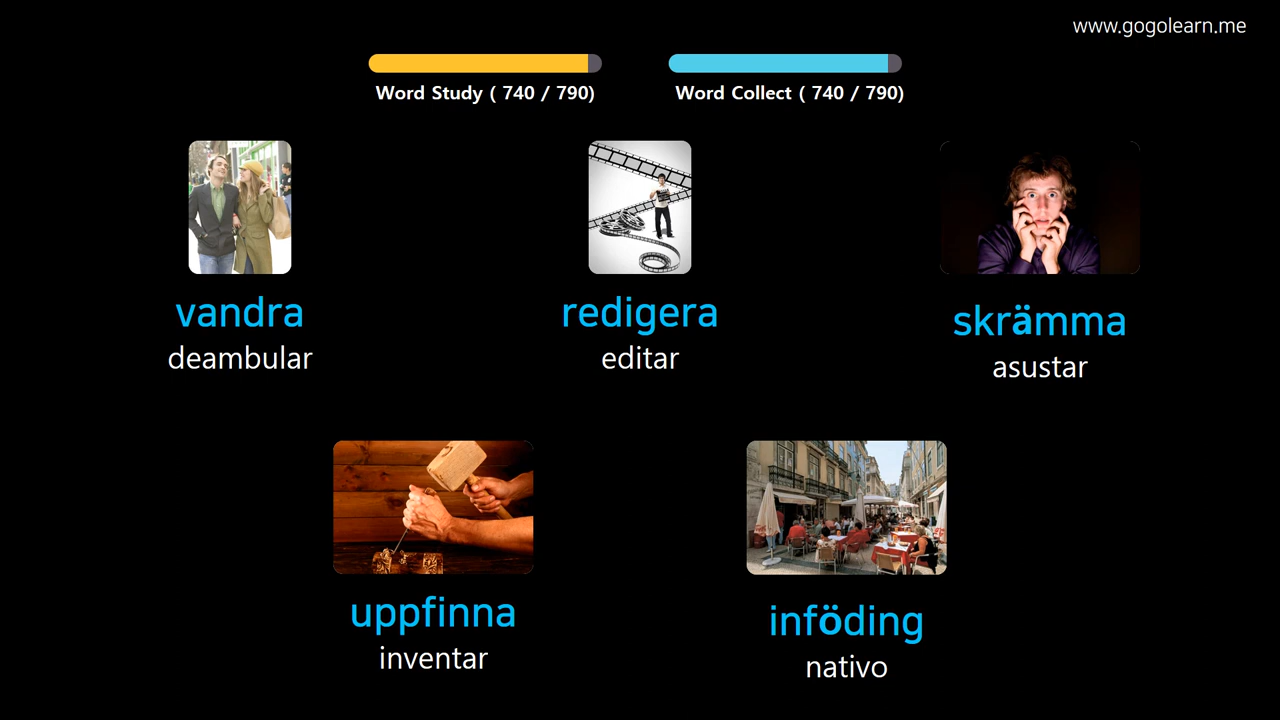 www.gogolearn.me
Word Study ( 740 / 790)
Word Collect ( 740 / 790)
vandra
deambular
redigera
editar
skrämma
asustar
uppfinna
inventar
inföding
nativo